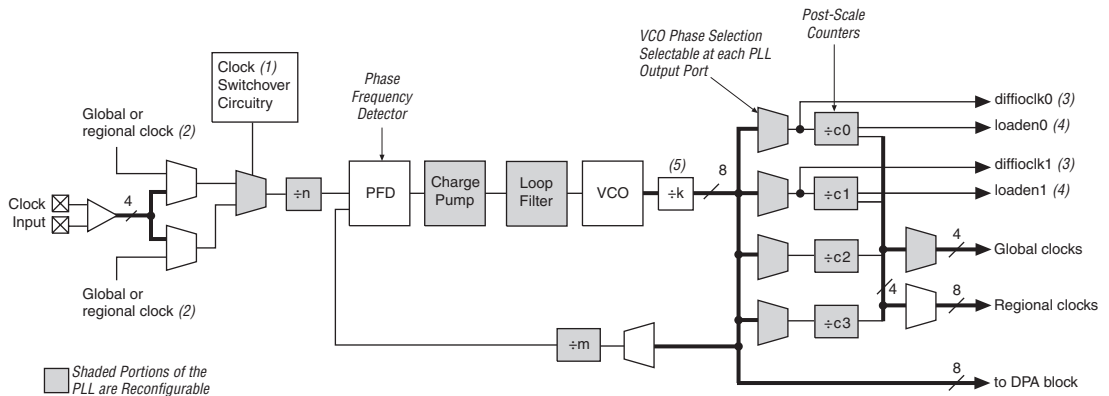 Post-Scale
Counters
VCO Phase Selection
Selectable at each PLL
Output Port
Clock (1)
Switchover
Circuitry
Phase
Frequency
Detector
Global or
regional clock (2)
Clock
Input
4
Global or
regional clock (2)
÷n
PFD
Charge
Pump
Loop
Filter
VCO
(5)
÷k
8
÷m
÷c0
÷c1
÷c2
÷c3
4
diffioclk0 (3)
loaden0 (4)
diffioclk1 (3)
loaden1 (4)
4
Global clocks
8
Regional clocks
8
to DPA block
Shaded Portions of the
PLL are Reconfigurable